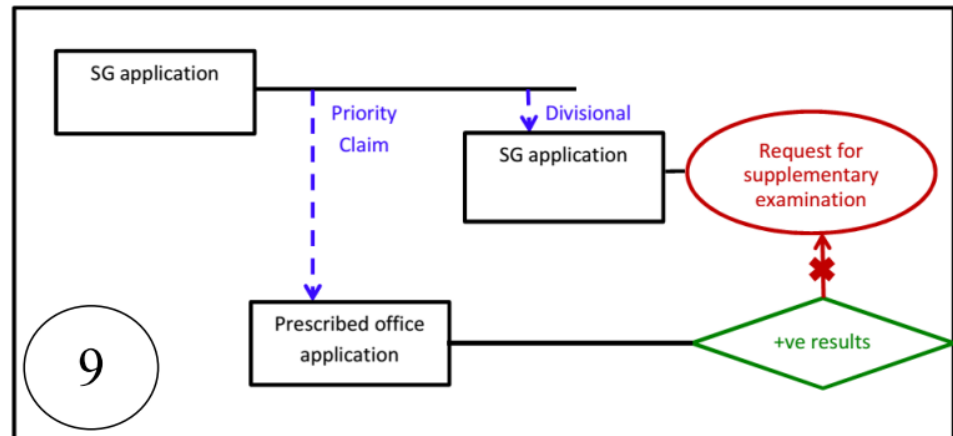 SG application
Priority
Claim
Divisional
SG application
Request for
supplementary
examination
Prescribed office
application
+ve results
9